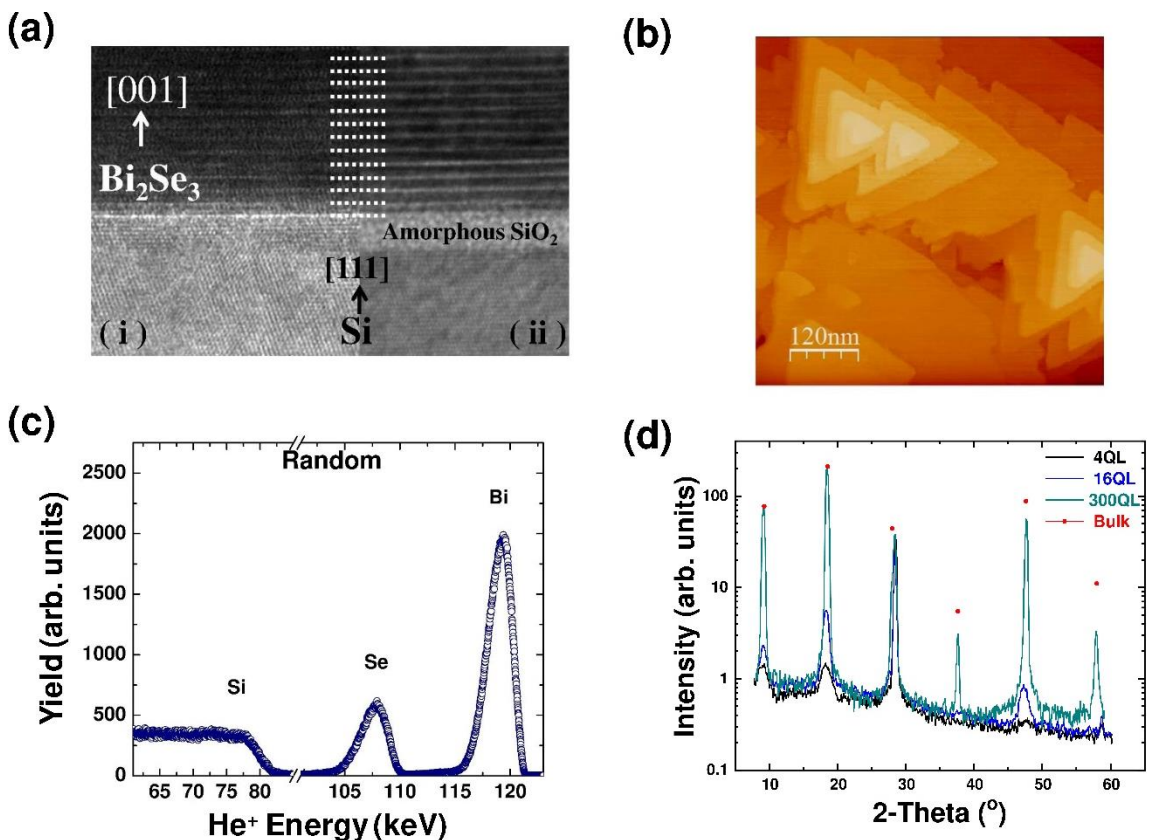 (a)
[001]
Bi₂Se₃
Amorphous SiO₂
[111]
Si
( i )
( ii )
(b)
120nm
(c)
Random
Si
Se
Bi
Yield (arb. units)
2500
2000
1500
1000
500
0
65 70 75 80 105 110 115 120
He⁺ Energy (keV)
(d)
4QL
16QL
300QL
Bulk
Intensity (arb. units)
100
10
1
0.1
10 20 30 40 50 60
2-Theta (º)